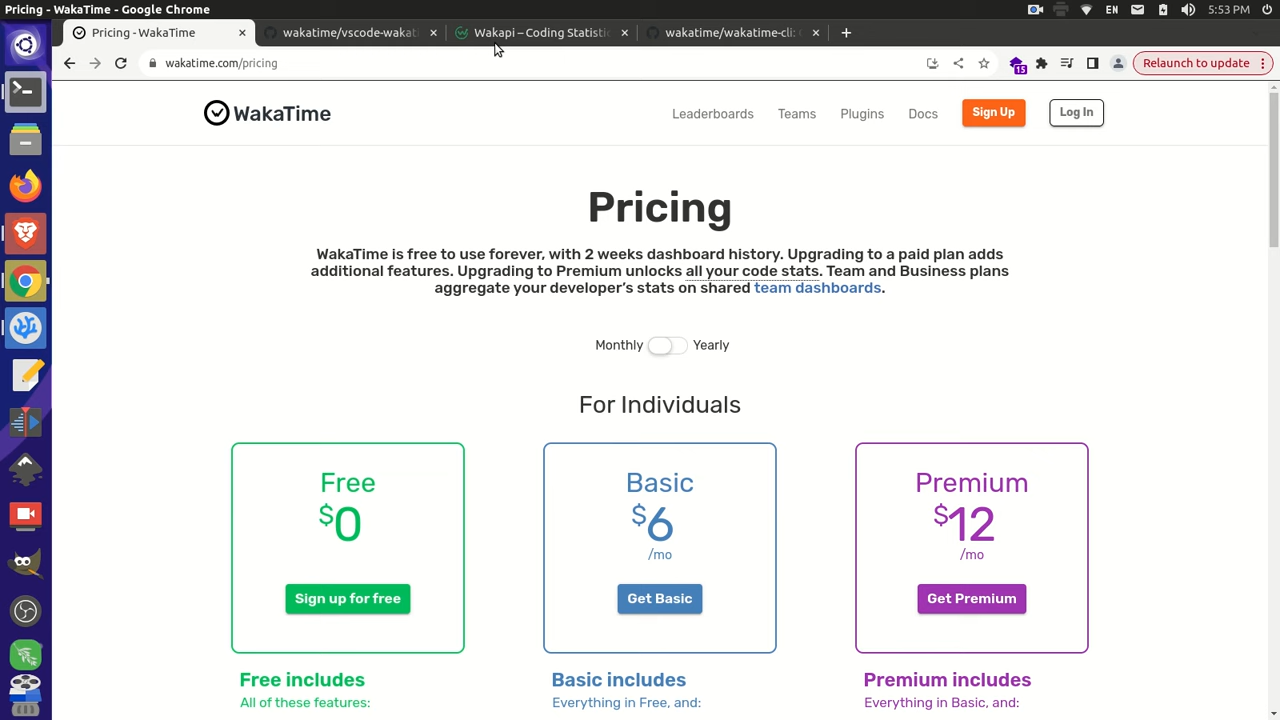 Pricing - WakaTime - Google Chrome
EN
5:53 PM
Pricing - WakaTime
wakatime/vscode-wakati
Wakapi – Coding Statistic
wakatime/wakatime-cli:
wakatime.com/pricing
15
Relaunch to update
WakaTime
Leaderboards
Teams
Plugins
Docs
Sign Up
Log In
Pricing
WakaTime is free to use forever, with 2 weeks dashboard history. Upgrading to a paid plan adds
additional features. Upgrading to Premium unlocks all your code stats. Team and Business plans
aggregate your developer's stats on shared team dashboards.
Monthly
Yearly
For Individuals
Free
$0
Sign up for free
Basic
$6
/mo
Get Basic
Premium
$12
/mo
Get Premium
Free includes
All of these features:
Basic includes
Everything in Free, and:
Premium includes
Everything in Basic, and: